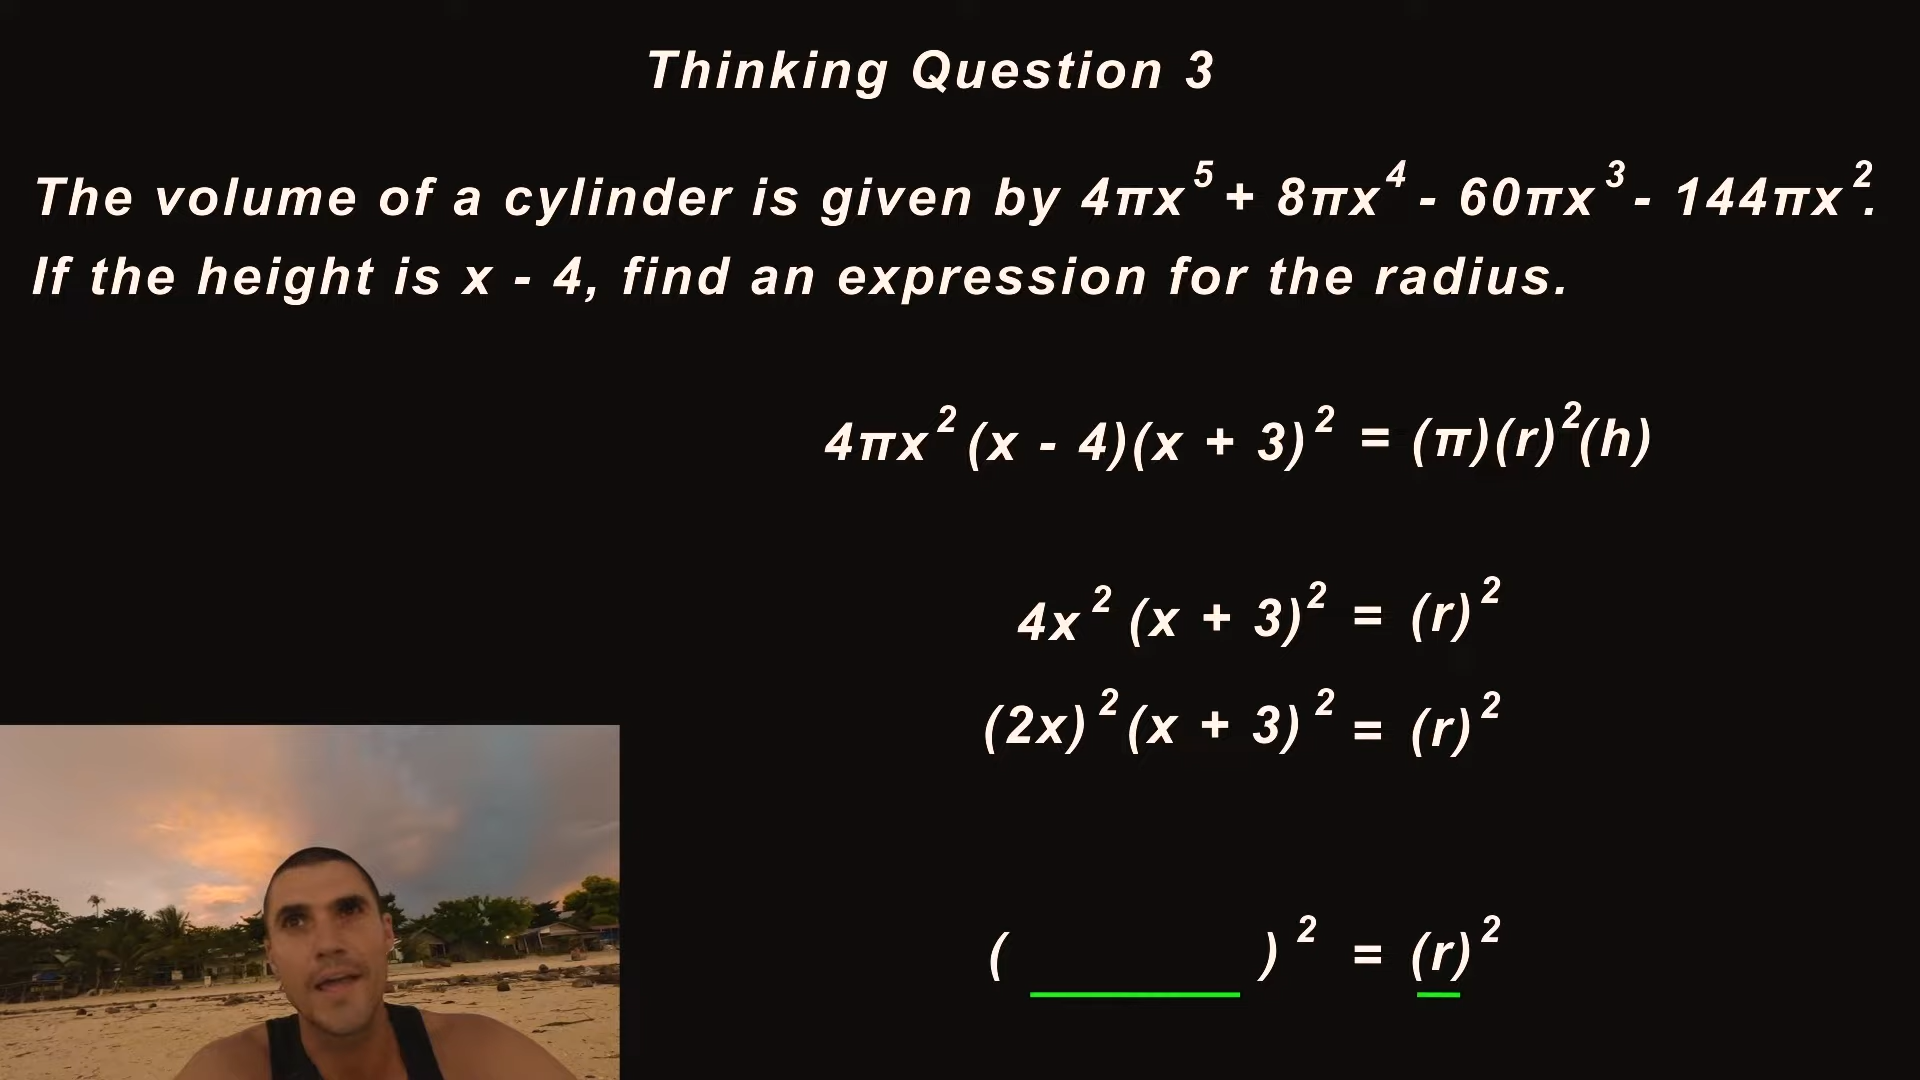 Thinking Question 3
The volume of a cylinder is given by 4πx⁵ + 8πx⁴ - 60πx³ - 144πx².
If the height is x - 4, find an expression for the radius.
4πx² (x - 4)(x + 3)² = (π)(r)²(h)
4x² (x + 3)² = (r)²
(2x)² (x + 3)² = (r)²
( )² = (r)²